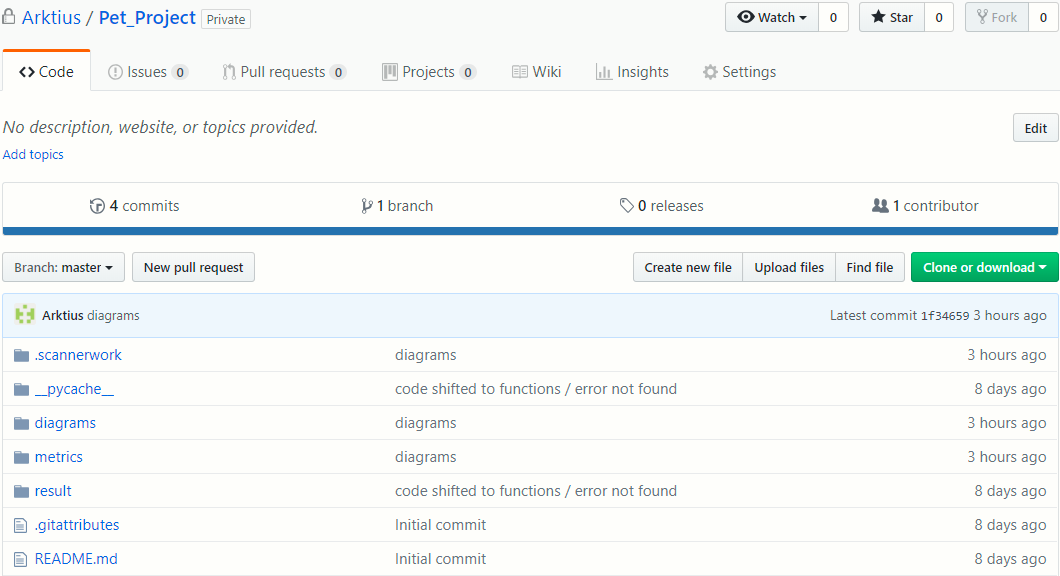 Arktius / Pet_Project Private Watch 0 Star 0 Fork 0
Code Issues 0 Pull requests 0 Projects 0 Wiki Insights Settings
No description, website, or topics provided. Edit
Add topics
4 commits 1 branch 0 releases 1 contributor
Branch: master New pull request Create new file Upload files Find file Clone or download
Arktius diagrams Latest commit 1f34659 3 hours ago
.scannerwork diagrams 3 hours ago
__pycache__ code shifted to functions / error not found 8 days ago
diagrams diagrams 3 hours ago
metrics diagrams 3 hours ago
result code shifted to functions / error not found 8 days ago
.gitattributes Initial commit 8 days ago
README.md Initial commit 8 days ago